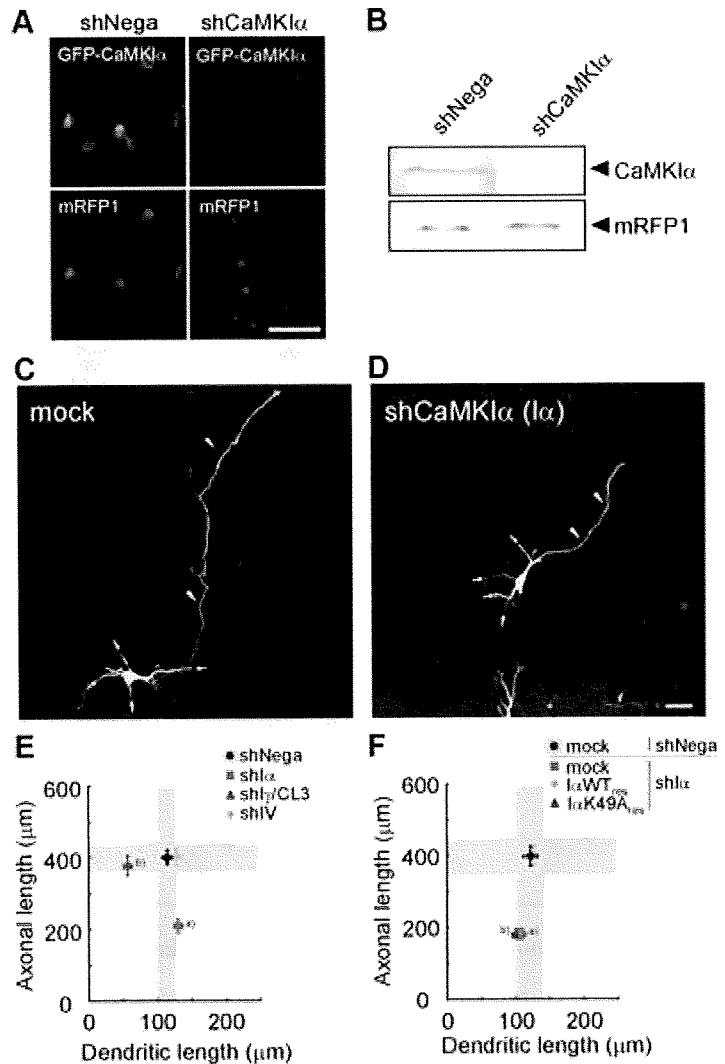 A
shNega
shCaMKIα
GFP-CaMKIα
GFP-CaMKIα
mRFP1
mRFP1
B
shNega
shCaMKIα
CaMKIα
mRFP1
C
mock
D
shCaMKIα (Iα)
E
shNega
shIα
shIγ/CL3
shIV
Axonal length (μm)
600
400
200
0
0
100
200
Dendritic length (μm)
F
mock
shNega
mock
IαWTres
IαK49Ares
shIα
Axonal length (μm)
600
400
200
0
0
100
200
Dendritic length (μm)